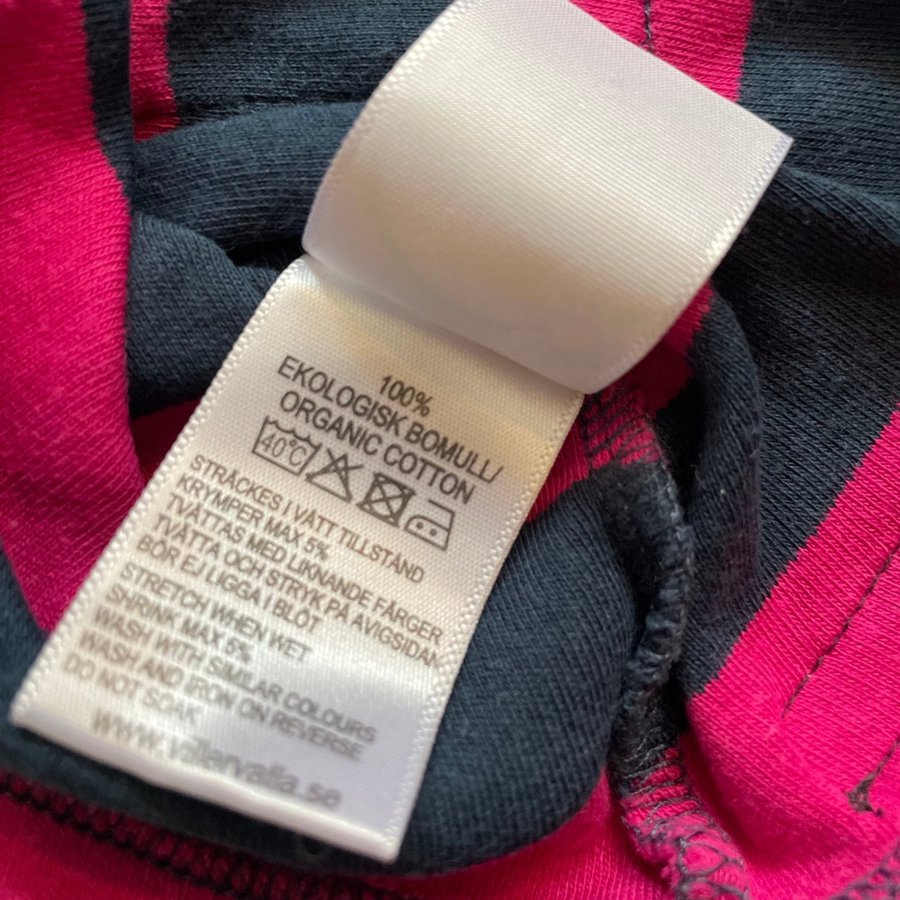 100%
EKOLOGISK BOMULL/
ORGANIC COTTON
40°C
STRÄCKES I VÅTT TILLSTÅND
KRYMPER MAX 5%
TVÄTTAS MED LIKNANDE FÄRGER
TVÄTTA OCH STRYK PÅ AVIGSIDAN
BÖR EJ LIGGA I BLÖT
STRETCH WHEN WET
SHRINK MAX 5%
WASH WITH SIMILAR COLOURS
WASH AND IRON ON REVERSE
DO NOT SOAK
www.villervalla.se